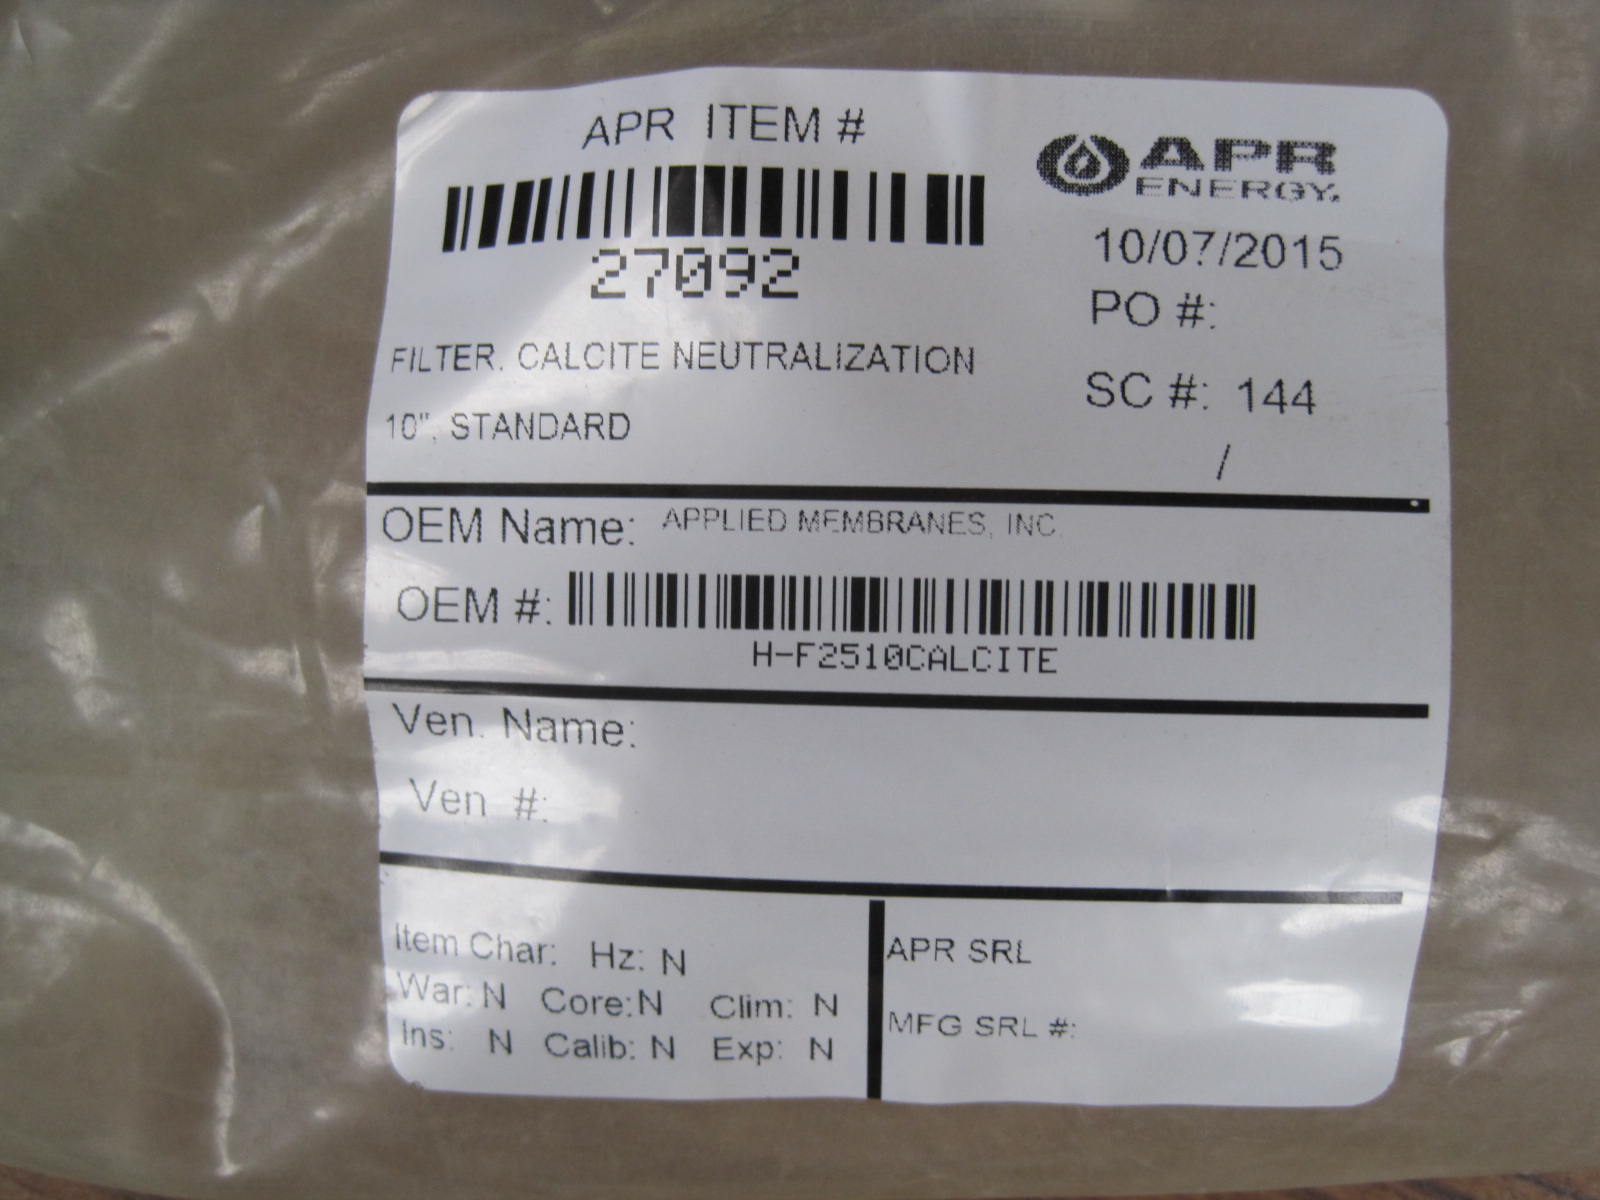 APR ITEM #
27092
FILTER, CALCITE NEUTRALIZATION
10", STANDARD
APR
ENERGY.
10/07/2015
PO #:
SC #: 144
/
OEM Name: APPLIED MEMBRANES, INC.
OEM #:
H-F2510CALCITE
Ven. Name:
Ven #:
Item Char: Hz: N
War: N Core:N Clim: N
Ins: N Calib: N Exp: N
APR SRL
MFG SRL #: